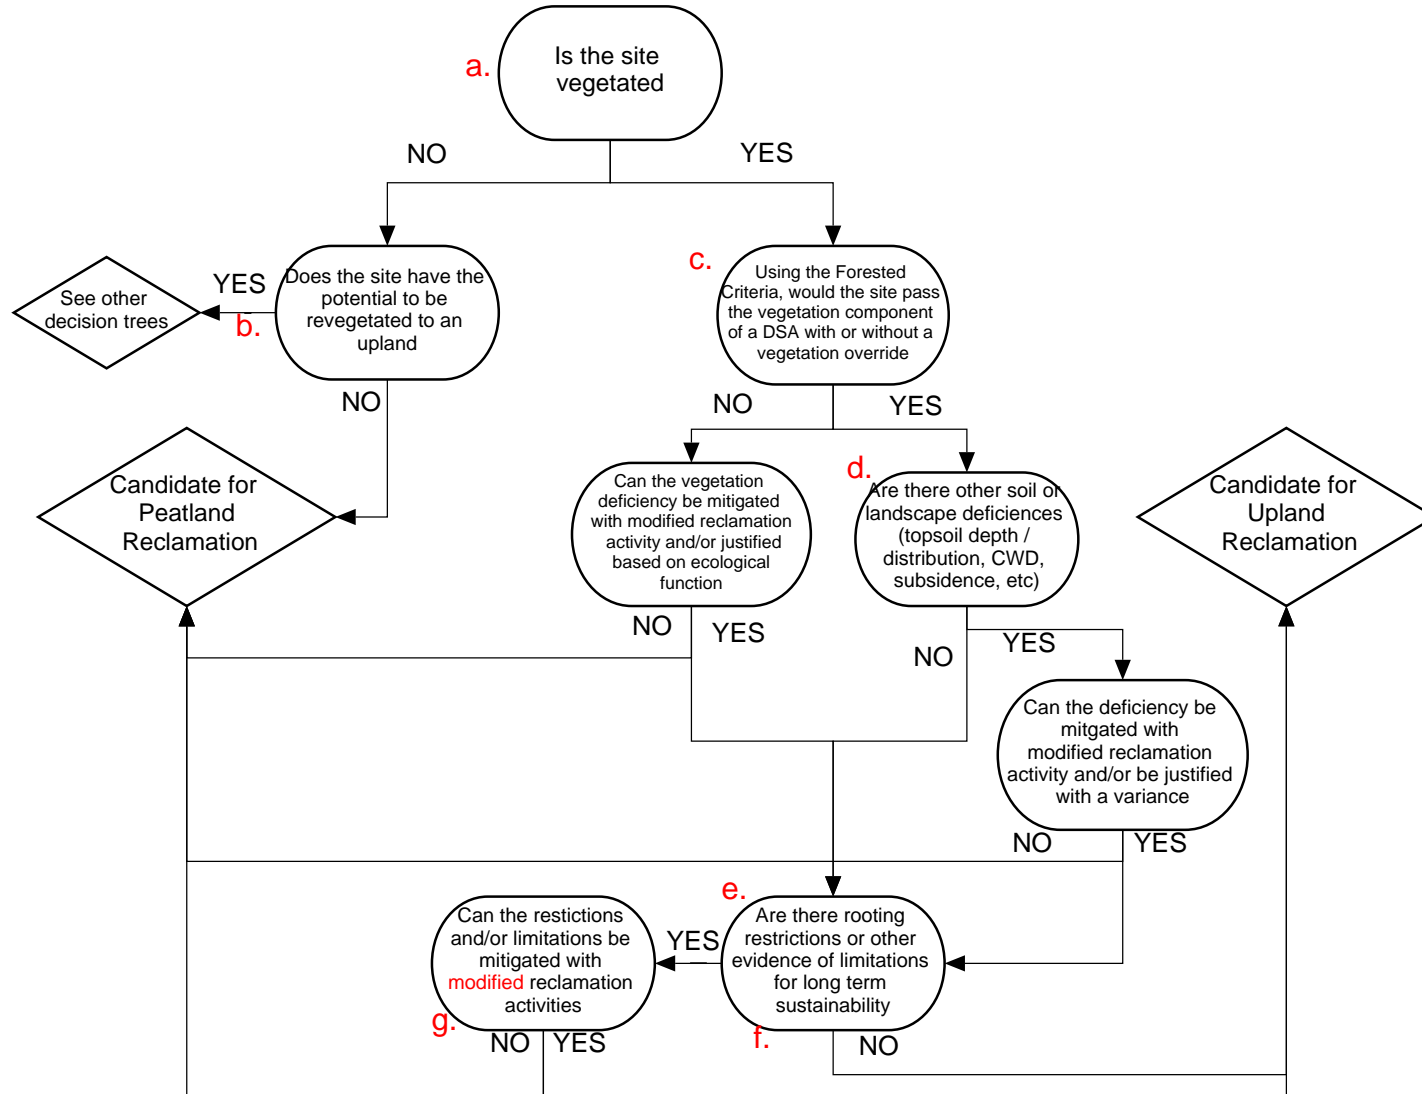 a.
Is the site
vegetated
NO
YES
See other
decision trees
YES
b.
Does the site have the
potential to be
revegetated to an
upland
c.
Using the Forested
Criteria, would the site pass
the vegetation component
of a DSA with or without a
vegetation override
NO
NO
YES
Candidate for
Peatland
Reclamation
Can the vegetation
deficiency be mitigated
with modified reclamation
activity and/or justified
based on ecological
function
d.
Are there other soil or
landscape deficiences
(topsoil depth /
distribution, CWD,
subsidence, etc)
Candidate for
Upland
Reclamation
NO
YES
NO
YES
Can the deficiency be
mitgated with
modified reclamation
activity and/or be justified
with a variance
NO
YES
Can the restictions
and/or limitations be
mitigated with
modified reclamation
activities
g.
YES
e.
Are there rooting
restrictions or other
evidence of limitations
for long term
sustainability
f.
NO
YES
NO